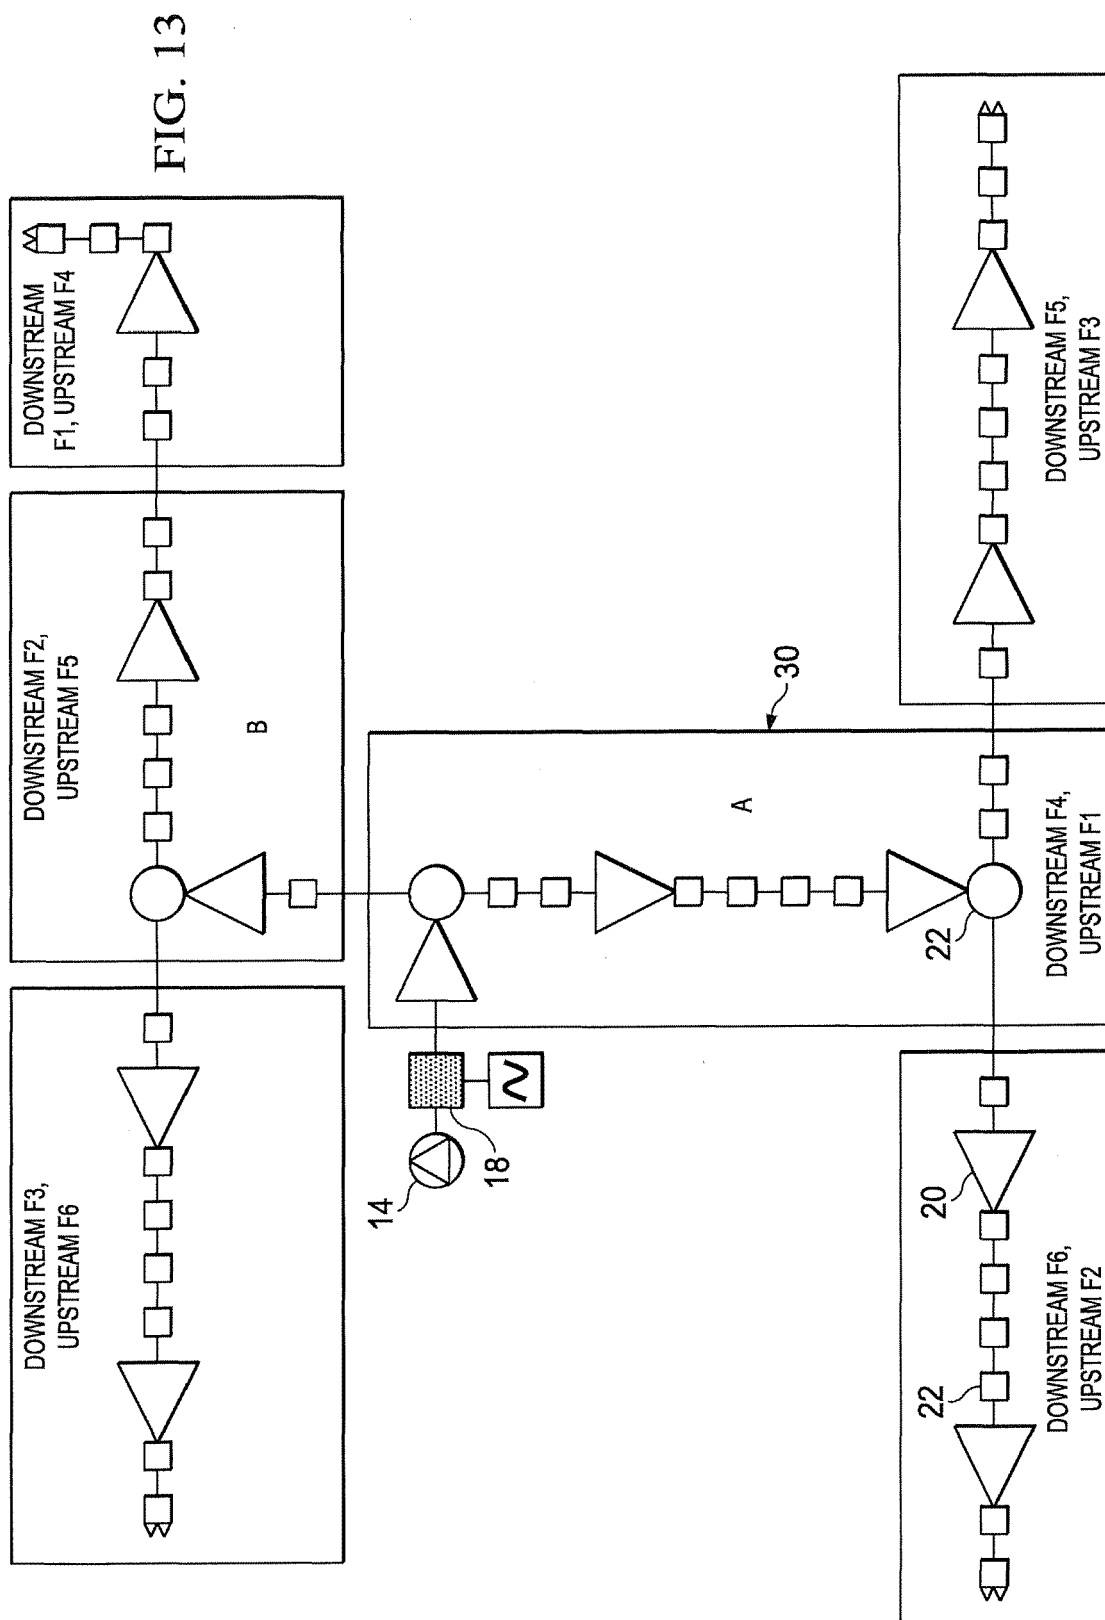 FIG. 13
DOWNSTREAM
F1, UPSTREAM F4
DOWNSTREAM F2,
UPSTREAM F5
B
DOWNSTREAM F3,
UPSTREAM F6
30
A
22
DOWNSTREAM F4,
UPSTREAM F1
14
18
DOWNSTREAM F5,
UPSTREAM F3
20
22
DOWNSTREAM F6,
UPSTREAM F2